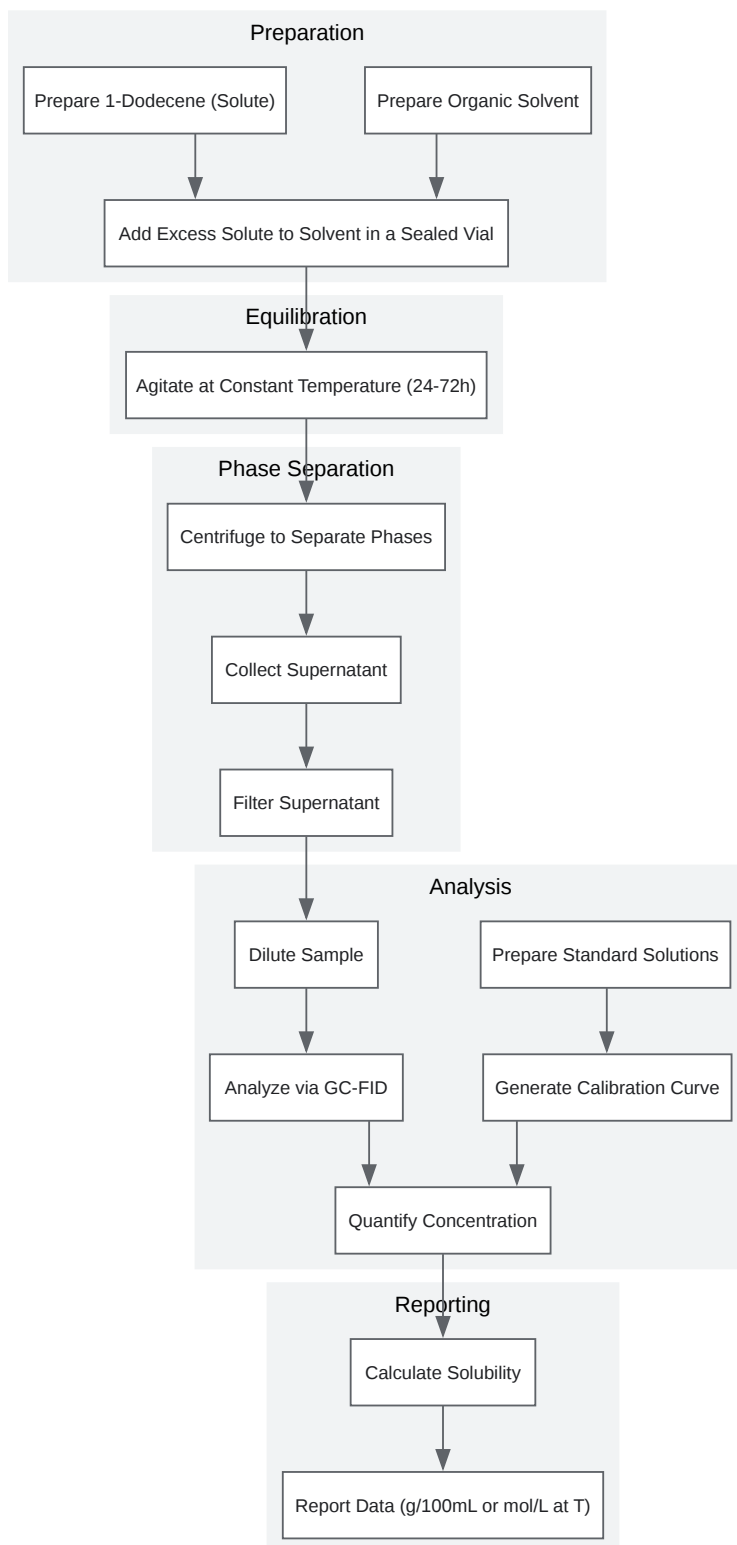 Preparation
Prepare 1-Dodecene (Solute)
Prepare Organic Solvent
Add Excess Solute to Solvent in a Sealed Vial
Equilibration
Agitate at Constant Temperature (24-72h)
Phase Separation
Centrifuge to Separate Phases
Collect Supernatant
Filter Supernatant
Analysis
Dilute Sample
Prepare Standard Solutions
Analyze via GC-FID
Generate Calibration Curve
Quantify Concentration
Reporting
Calculate Solubility
Report Data (g/100mL or mol/L at T)